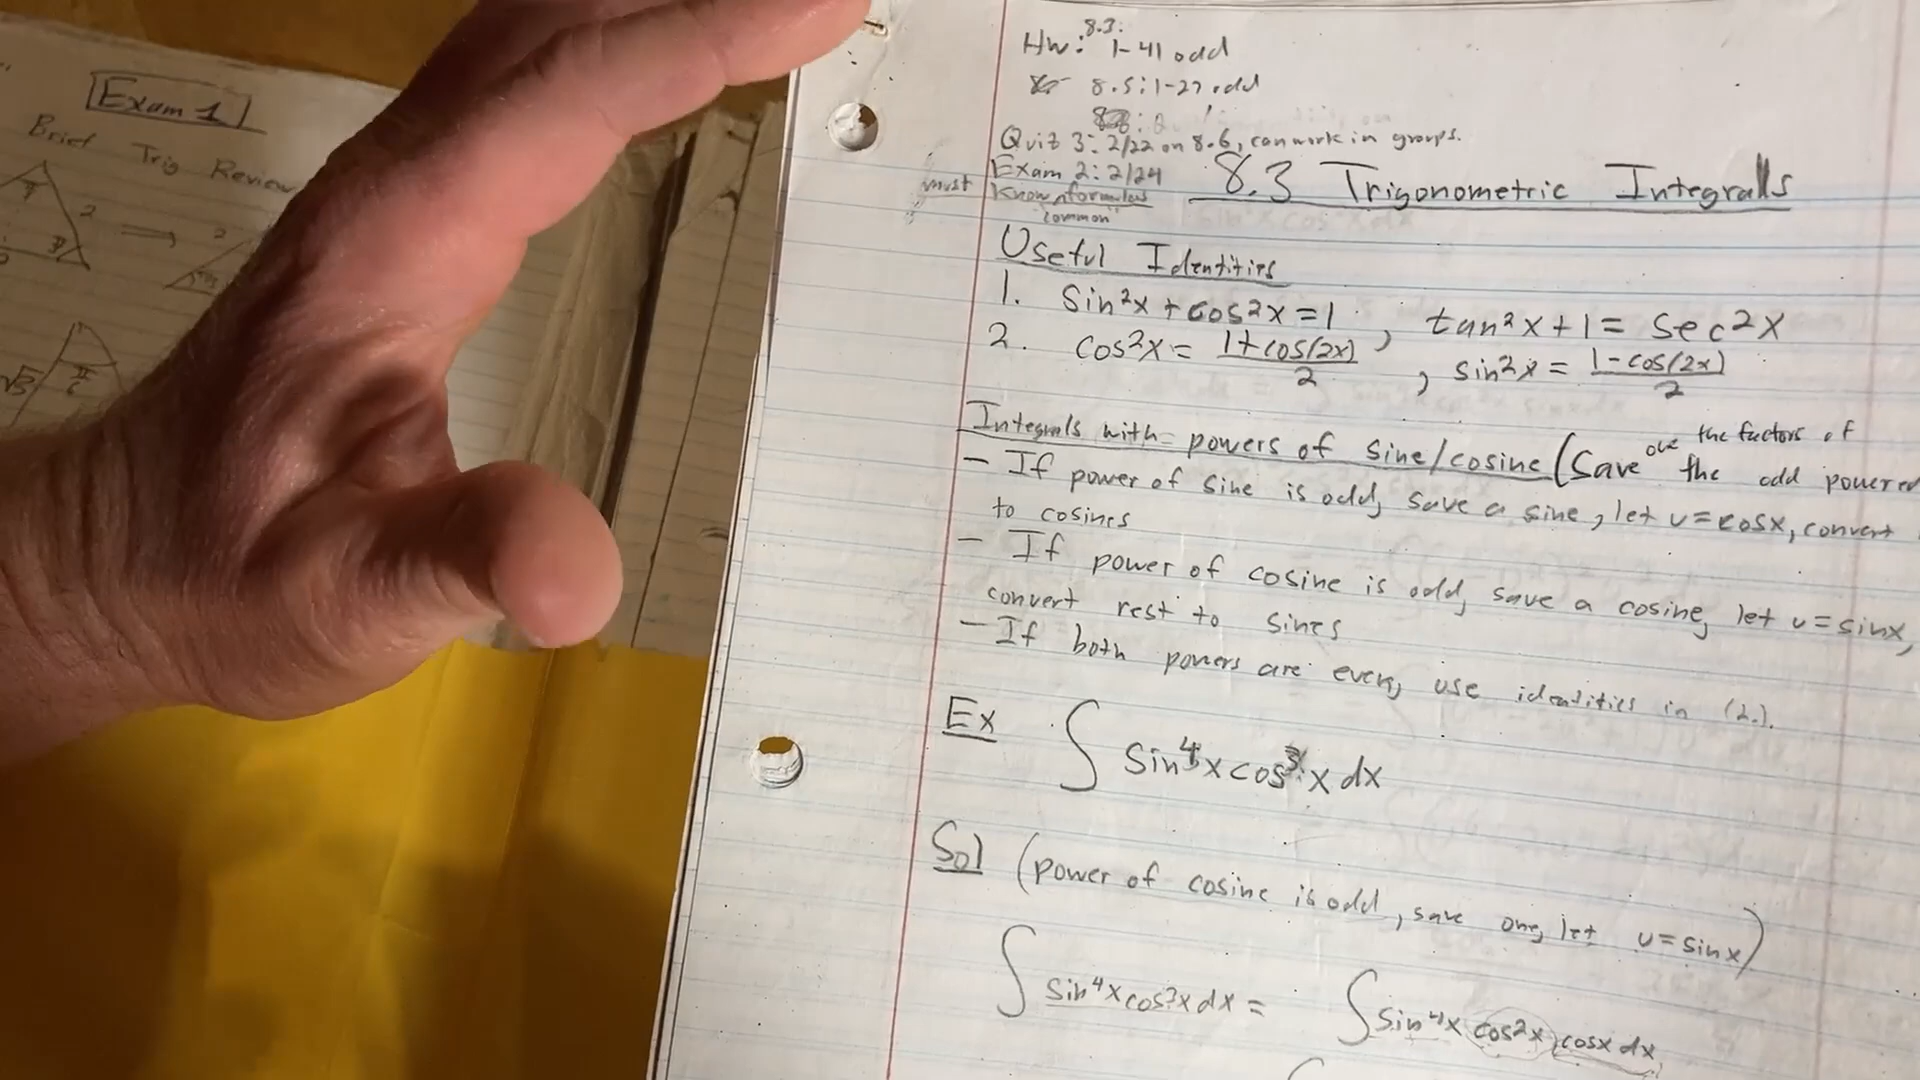 Exam 1
Brief Trig Review
2
2
√3
8.3:
Hw: 1-41 odd
8.5: 1-27 odd
Quiz 3: 2/22 on 8.6, can work in groups.
Exam 2: 2/24
must know formulas
"common"
8.3 Trigonometric Integrals
Useful Identities
1. sin²x + cos²x = 1, tan²x + 1 = sec²x
2. cos²x = (1+cos(2x))/2, sin²x = (1-cos(2x))/2
Integrals with powers of sine/cosine (Save one the factors of the odd powered
- If power of sine is odd, save a sine, let u=cosx, convert
to cosines
- If power of cosine is odd, save a cosine, let u=sinx,
convert rest to sines
- If both powers are even, use identities in (2.).
Ex ∫ sin⁴x cos³x dx
Sol (power of cosine is odd, save one, let u=sinx)
∫ sin⁴x cos³x dx = ∫ sin⁴x cos²x cosx dx